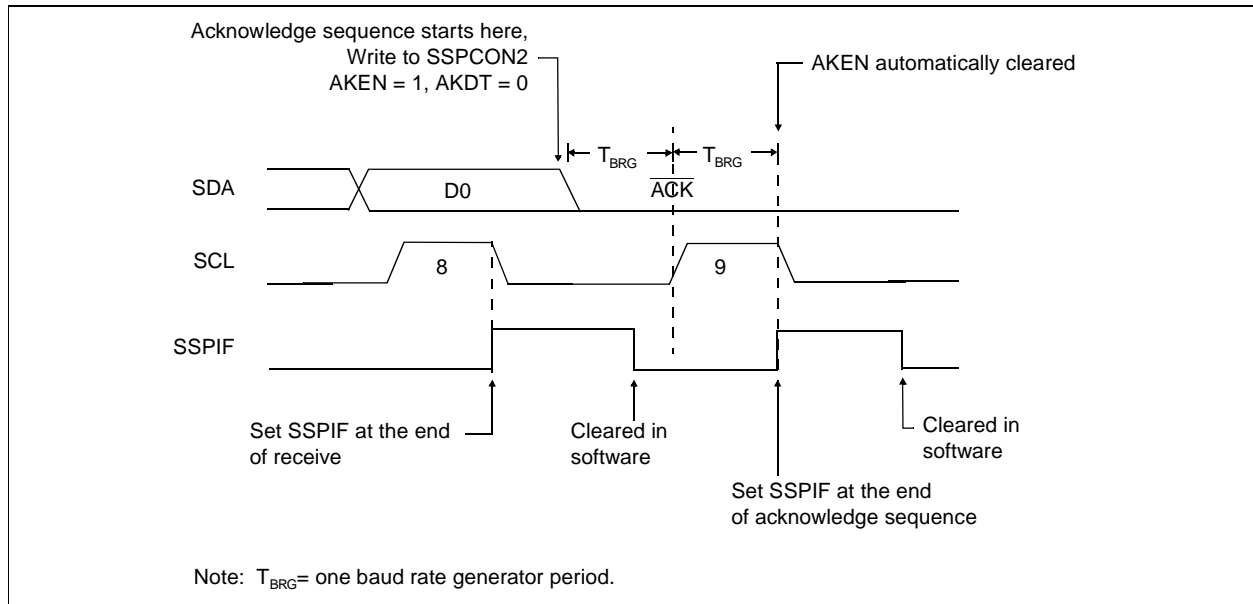 Acknowledge sequence starts here,
Write to SSPCON2
AKEN = 1, AKDT = 0
AKEN automatically cleared
TBRG
TBRG
SDA
D0
ACK
SCL
8
9
SSPIF
Set SSPIF at the end
of receive
Cleared in
software
Cleared in
software
Set SSPIF at the end
of acknowledge sequence
Note: TBRG= one baud rate generator period.